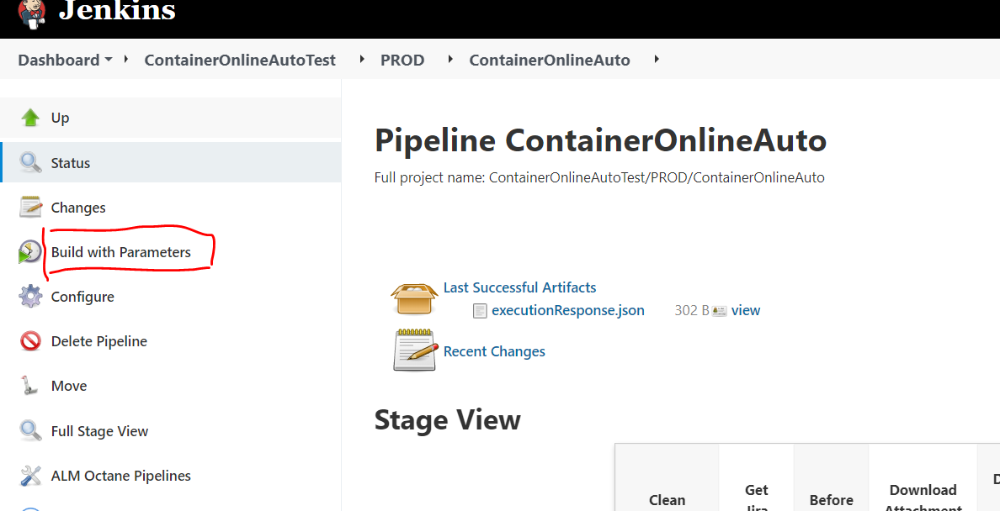 Jenkins
Dashboard ContainerOnlineAutoTest PROD ContainerOnlineAuto
Up
Status
Changes
Build with Parameters
Configure
Delete Pipeline
Move
Full Stage View
ALM Octane Pipelines
Pipeline ContainerOnlineAuto
Full project name: ContainerOnlineAutoTest/PROD/ContainerOnlineAuto
Last Successful Artifacts
executionResponse.json 302 B view
Recent Changes
Stage View
Clean
Get
Jira
Before
Download
Attachment